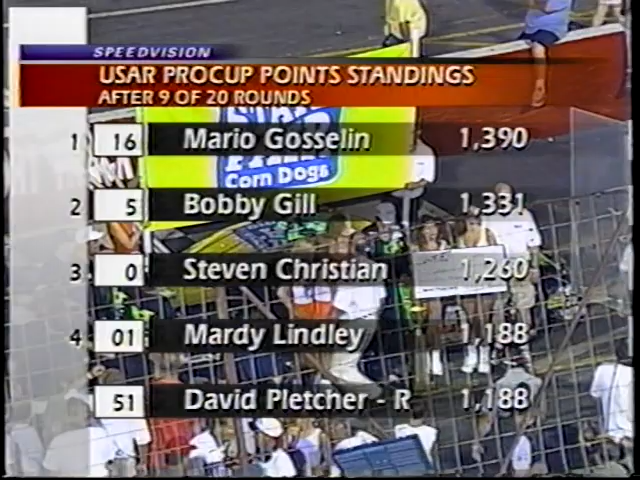 SPEEDVISION
USAR PROCUP POINTS STANDINGS
AFTER 9 OF 20 ROUNDS
1 16 Mario Gosselin 1,390
Corn Dogs
2 5 Bobby Gill 1,331
3 0 Steven Christian 1,260
4 01 Mardy Lindley 1,188
51 David Pletcher - R 1,188